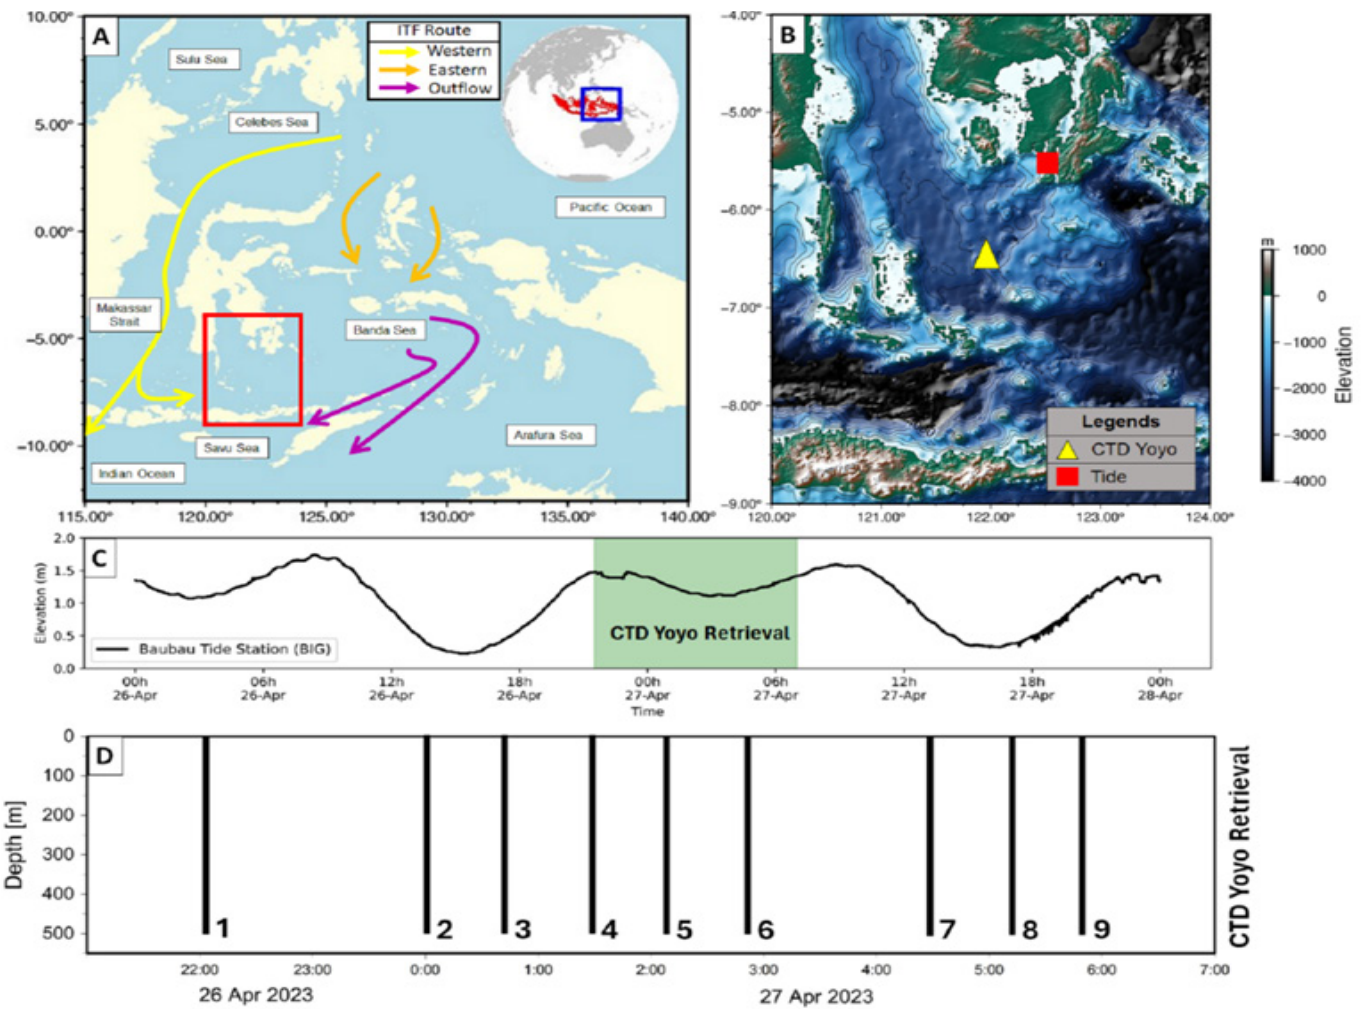 A
ITF Route
Western
Eastern
Outflow
Sulu Sea
Celebes Sea
Pacific Ocean
Makassar
Strait
Banda Sea
Savu Sea
Arafura Sea
Indian Ocean
10.00°
5.00°
0.00°
−5.00°
−10.00°
115.00°
120.00°
125.00°
130.00°
135.00°
140.00°
B
−4.00°
−5.00°
−6.00°
−7.00°
−8.00°
−9.00°
120.00°
121.00°
122.00°
123.00°
124.00°
Legends
CTD Yoyo
Tide
m
1000
0
−1000
−2000
−3000
−4000
Elevation
C
Elevation (m)
2.0
1.5
1.0
0.5
0.0
Baubau Tide Station (BIG)
CTD Yoyo Retrieval
00h
26-Apr
06h
26-Apr
12h
26-Apr
18h
26-Apr
00h
27-Apr
06h
27-Apr
12h
27-Apr
18h
27-Apr
00h
28-Apr
Time
D
Depth [m]
0
100
200
300
400
500
1
2
3
4
5
6
7
8
9
CTD Yoyo Retrieval
22:00
23:00
0:00
1:00
2:00
3:00
4:00
5:00
6:00
7:00
26 Apr 2023
27 Apr 2023